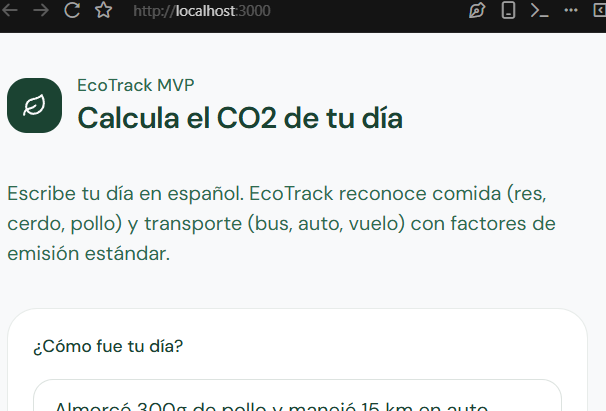 http://localhost:3000
EcoTrack MVP
Calcula el CO2 de tu día
Escribe tu día en español. EcoTrack reconoce comida (res,
cerdo, pollo) y transporte (bus, auto, vuelo) con factores de
emisión estándar.
¿Cómo fue tu día?
Almorcé 300g de pollo y manejé 15 km en auto